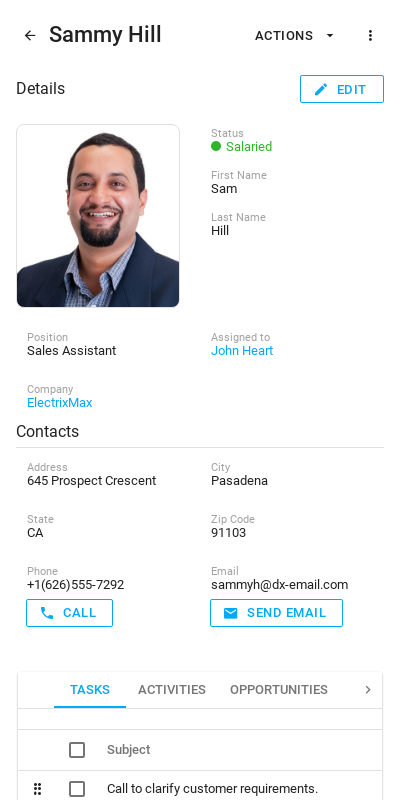 Sammy Hill
ACTIONS
Details
EDIT
Status
Salaried
First Name
Sam
Last Name
Hill
Position
Sales Assistant
Assigned to
John Heart
Company
ElectrixMax
Contacts
Address
645 Prospect Crescent
City
Pasadena
State
CA
Zip Code
91103
Phone
+1(626)555-7292
CALL
Email
sammyh@dx-email.com
SEND EMAIL
TASKS ACTIVITIES OPPORTUNITIES
Subject
Call to clarify customer requirements.